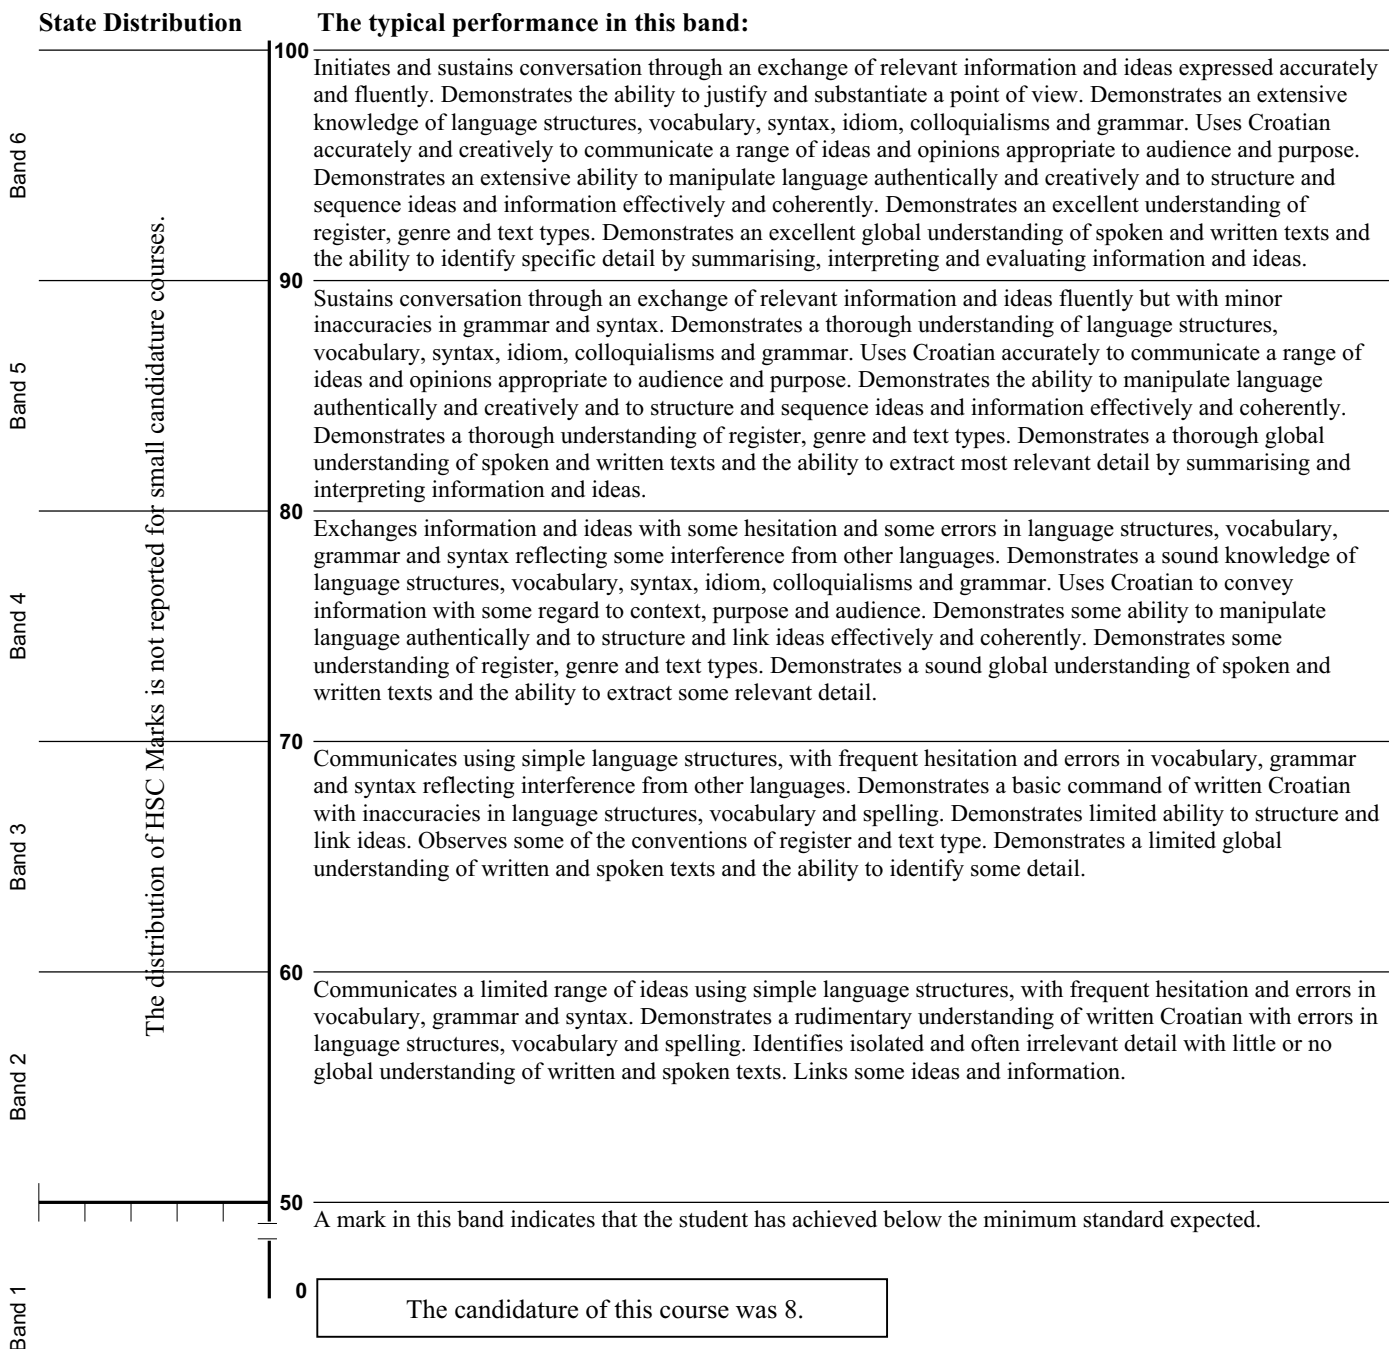 State Distribution
The typical performance in this band:
100
Band 6
Initiates and sustains conversation through an exchange of relevant information and ideas expressed accurately
and fluently. Demonstrates the ability to justify and substantiate a point of view. Demonstrates an extensive
knowledge of language structures, vocabulary, syntax, idiom, colloquialisms and grammar. Uses Croatian
accurately and creatively to communicate a range of ideas and opinions appropriate to audience and purpose.
Demonstrates an extensive ability to manipulate language authentically and creatively and to structure and
sequence ideas and information effectively and coherently. Demonstrates an excellent understanding of
register, genre and text types. Demonstrates an excellent global understanding of spoken and written texts and
the ability to identify specific detail by summarising, interpreting and evaluating information and ideas.
90
Band 5
Sustains conversation through an exchange of relevant information and ideas fluently but with minor
inaccuracies in grammar and syntax. Demonstrates a thorough understanding of language structures,
vocabulary, syntax, idiom, colloquialisms and grammar. Uses Croatian accurately to communicate a range of
ideas and opinions appropriate to audience and purpose. Demonstrates the ability to manipulate language
authentically and creatively and to structure and sequence ideas and information effectively and coherently.
Demonstrates a thorough understanding of register, genre and text types. Demonstrates a thorough global
understanding of spoken and written texts and the ability to extract most relevant detail by summarising and
interpreting information and ideas.
80
Band 4
Exchanges information and ideas with some hesitation and some errors in language structures, vocabulary,
grammar and syntax reflecting some interference from other languages. Demonstrates a sound knowledge of
language structures, vocabulary, syntax, idiom, colloquialisms and grammar. Uses Croatian to convey
information with some regard to context, purpose and audience. Demonstrates some ability to manipulate
language authentically and to structure and link ideas effectively and coherently. Demonstrates some
understanding of register, genre and text types. Demonstrates a sound global understanding of spoken and
written texts and the ability to extract some relevant detail.
70
Band 3
Communicates using simple language structures, with frequent hesitation and errors in vocabulary, grammar
and syntax reflecting interference from other languages. Demonstrates a basic command of written Croatian
with inaccuracies in language structures, vocabulary and spelling. Demonstrates limited ability to structure and
link ideas. Observes some of the conventions of register and text type. Demonstrates a limited global
understanding of written and spoken texts and the ability to identify some detail.
The distribution of HSC Marks is not reported for small candidature courses.
60
Band 2
Communicates a limited range of ideas using simple language structures, with frequent hesitation and errors in
vocabulary, grammar and syntax. Demonstrates a rudimentary understanding of written Croatian with errors in
language structures, vocabulary and spelling. Identifies isolated and often irrelevant detail with little or no
global understanding of written and spoken texts. Links some ideas and information.
50
A mark in this band indicates that the student has achieved below the minimum standard expected.
0
Band 1
The candidature of this course was 8.